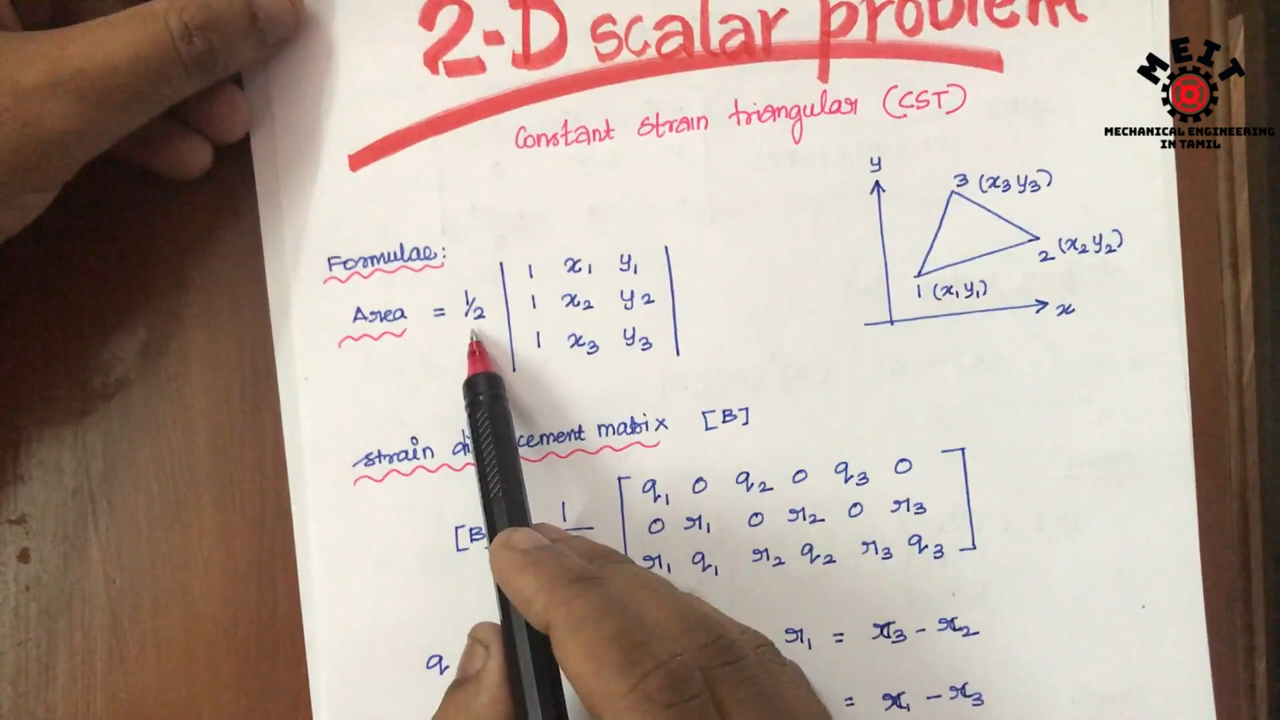 2-D scalar problem
Constant strain triangular (CST)
MEIT
MECHANICAL ENGINEERING
IN TAMIL
y
3 (x₃ y₃)
2 (x₂ y₂)
1 (x₁ y₁)
x
Formulae:
Area = 1/2 | 1 x₁ y₁ |
| 1 x₂ y₂ |
| 1 x₃ y₃ |
strain matrix [B]
[B 1
[ q₁ 0 q₂ 0 q₃ 0 ]
0 r₁ 0 r₂ 0 r₃
r₁ q₁ r₂ q₂ r₃ q₃
q r₁ = x₃ - x₂
= x₁ - x₃